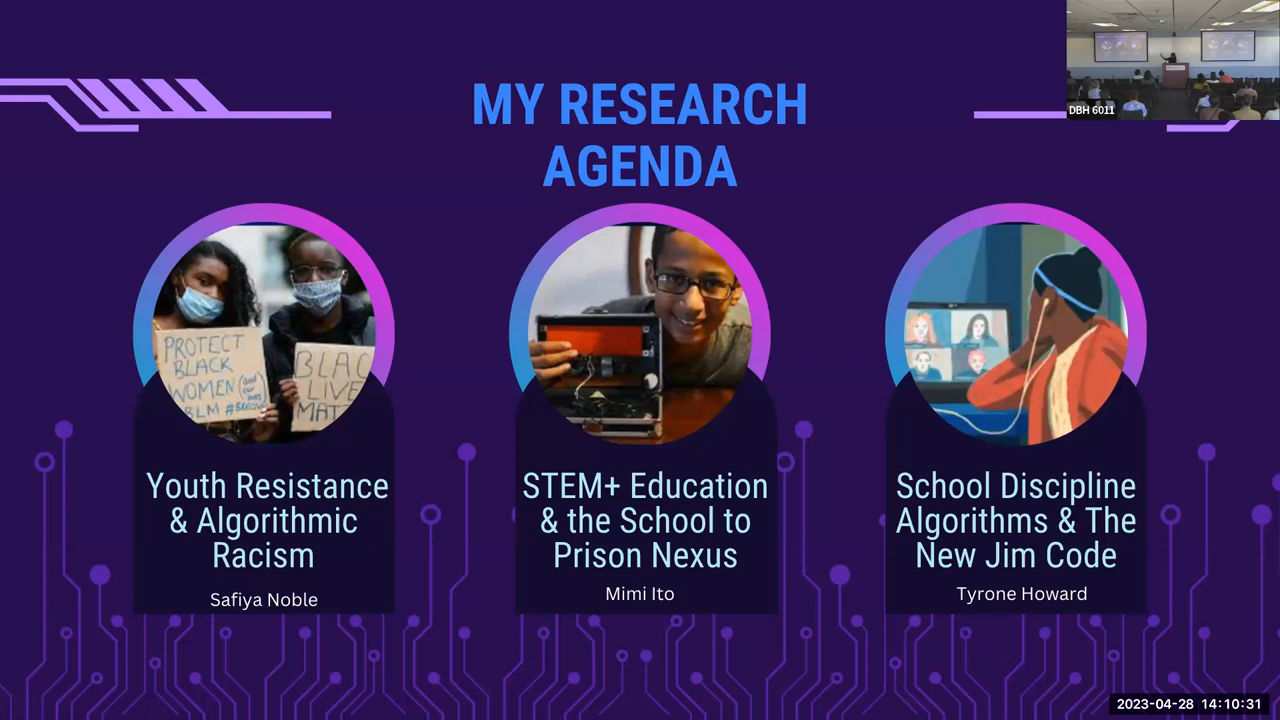 MY RESEARCH
AGENDA
DBH 6011
PROTECT
BLACK
WOMEN (and
BLM
BLAC
LIVE
MAT
Youth Resistance
& Algorithmic
Racism
Safiya Noble
STEM+ Education
& the School to
Prison Nexus
Mimi Ito
School Discipline
Algorithms & The
New Jim Code
Tyrone Howard
2023-04-28 14:10:31